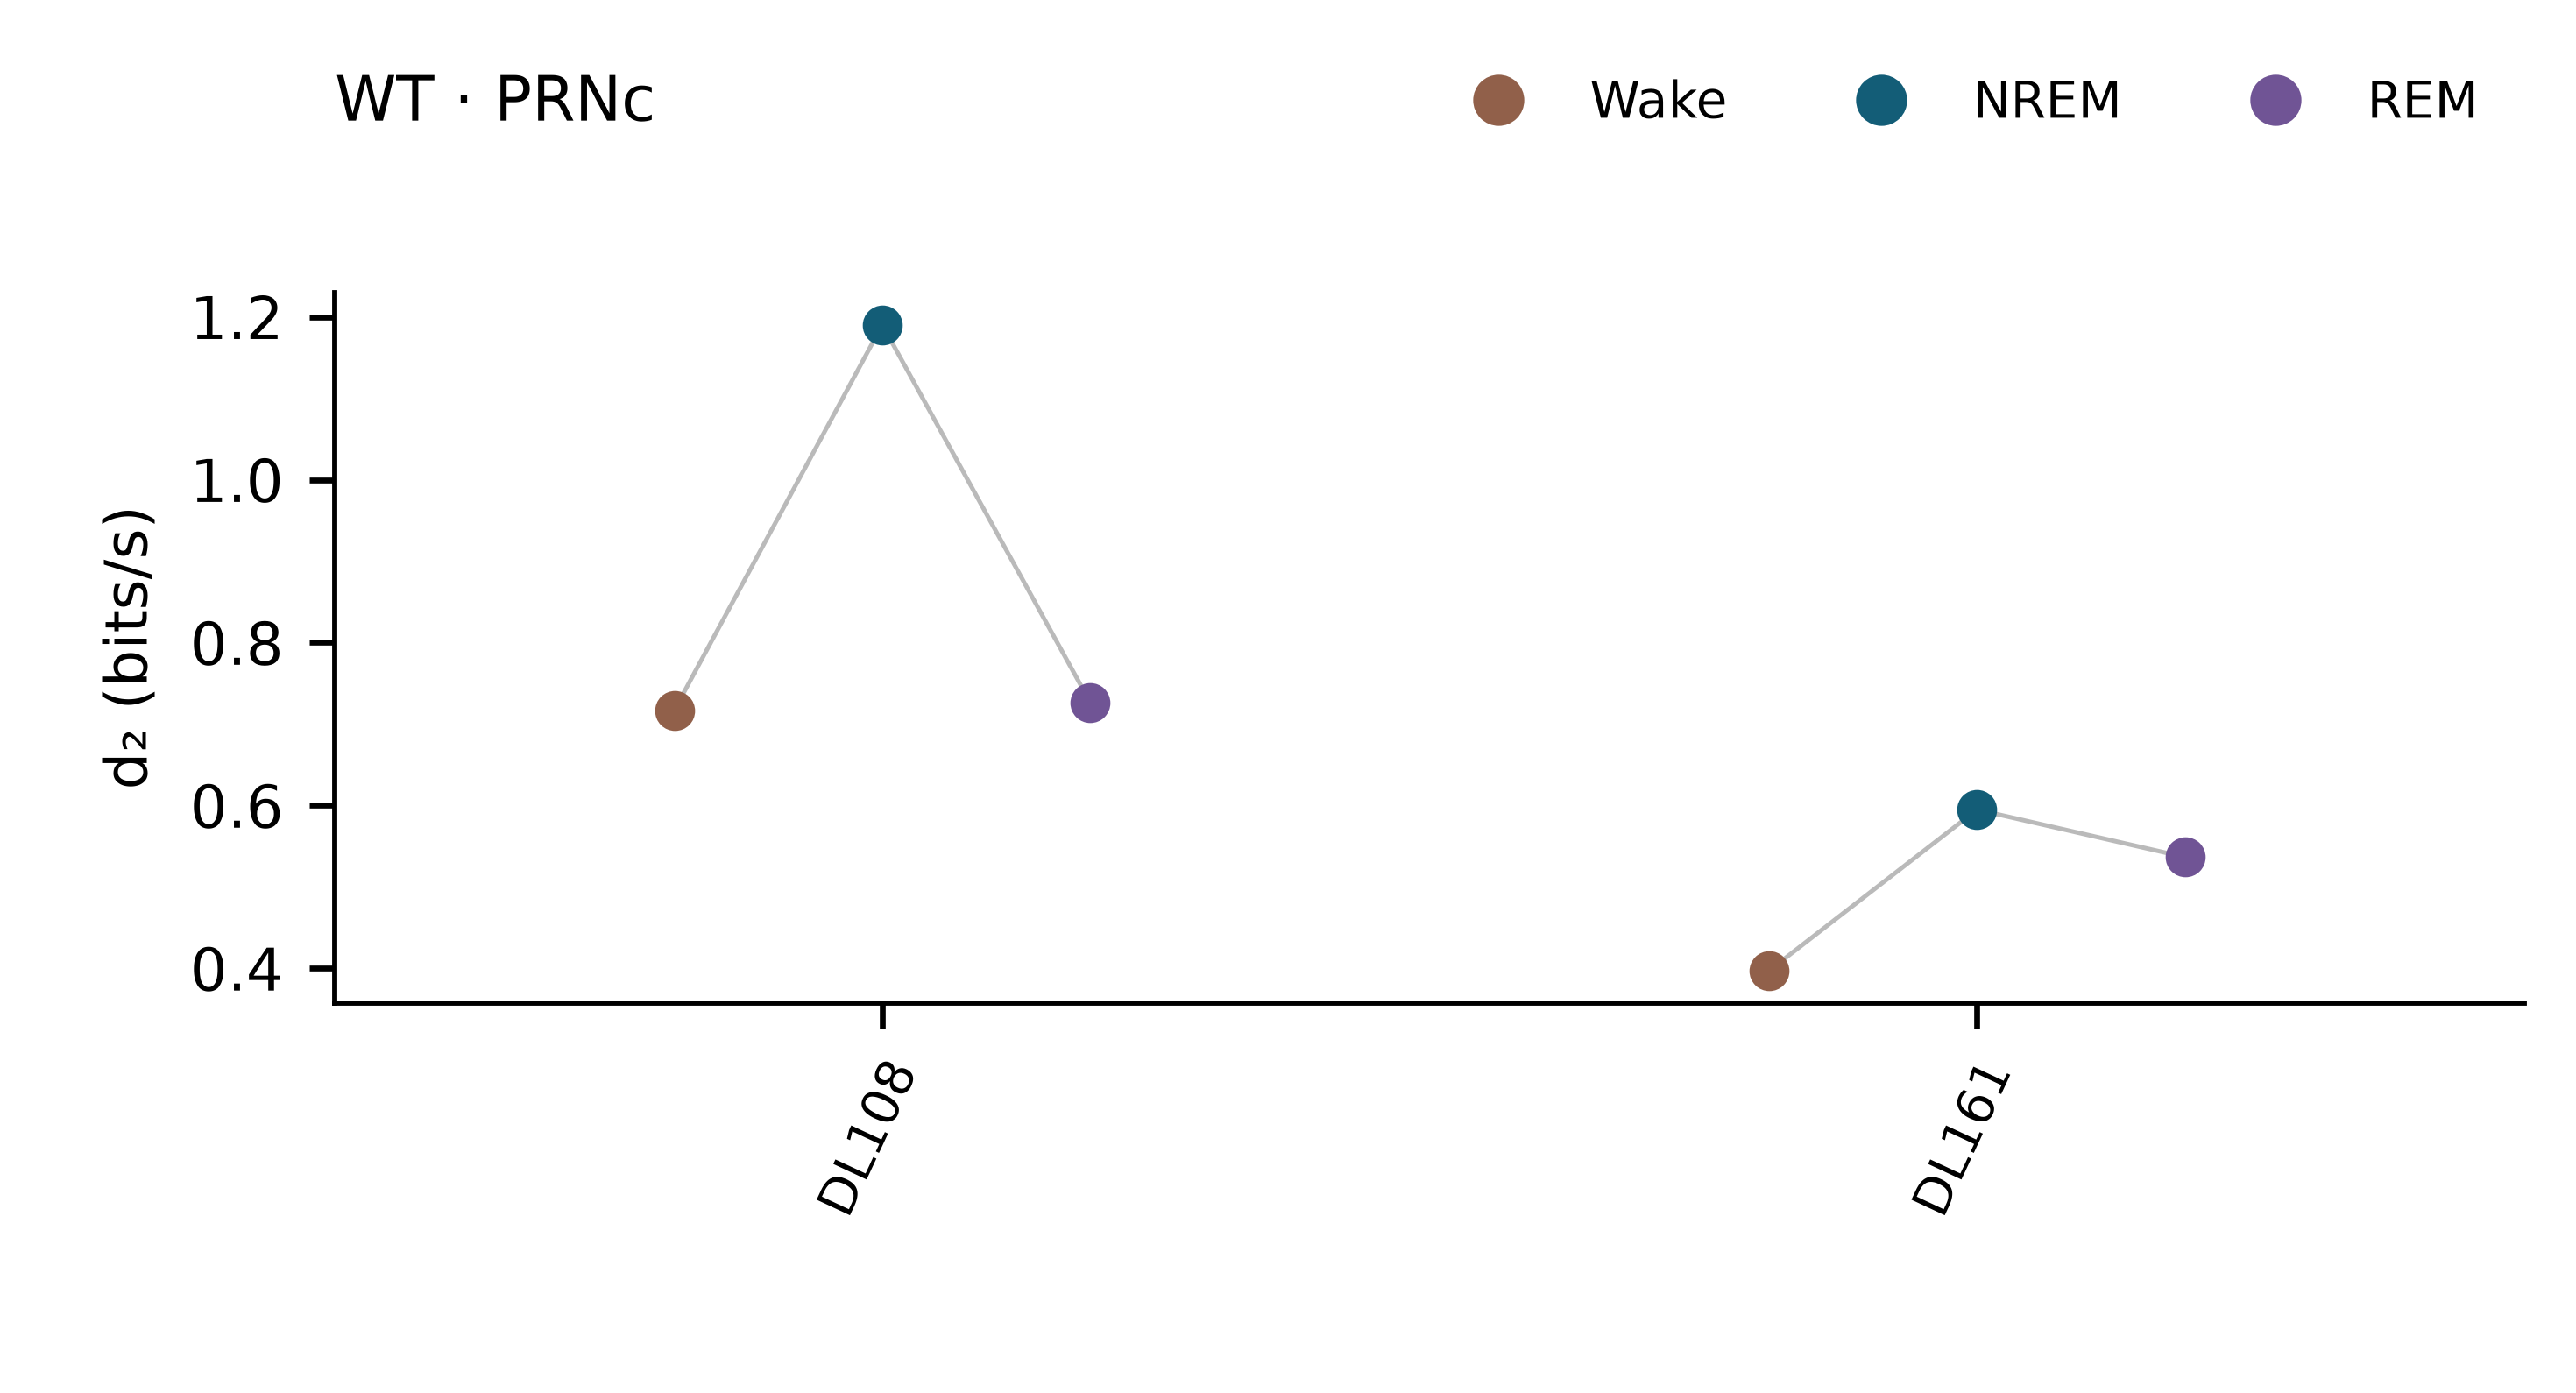 WT · PRNc
Wake
NREM
REM
d₂ (bits/s)
1.2
1.0
0.8
0.6
0.4
DL108
DL161